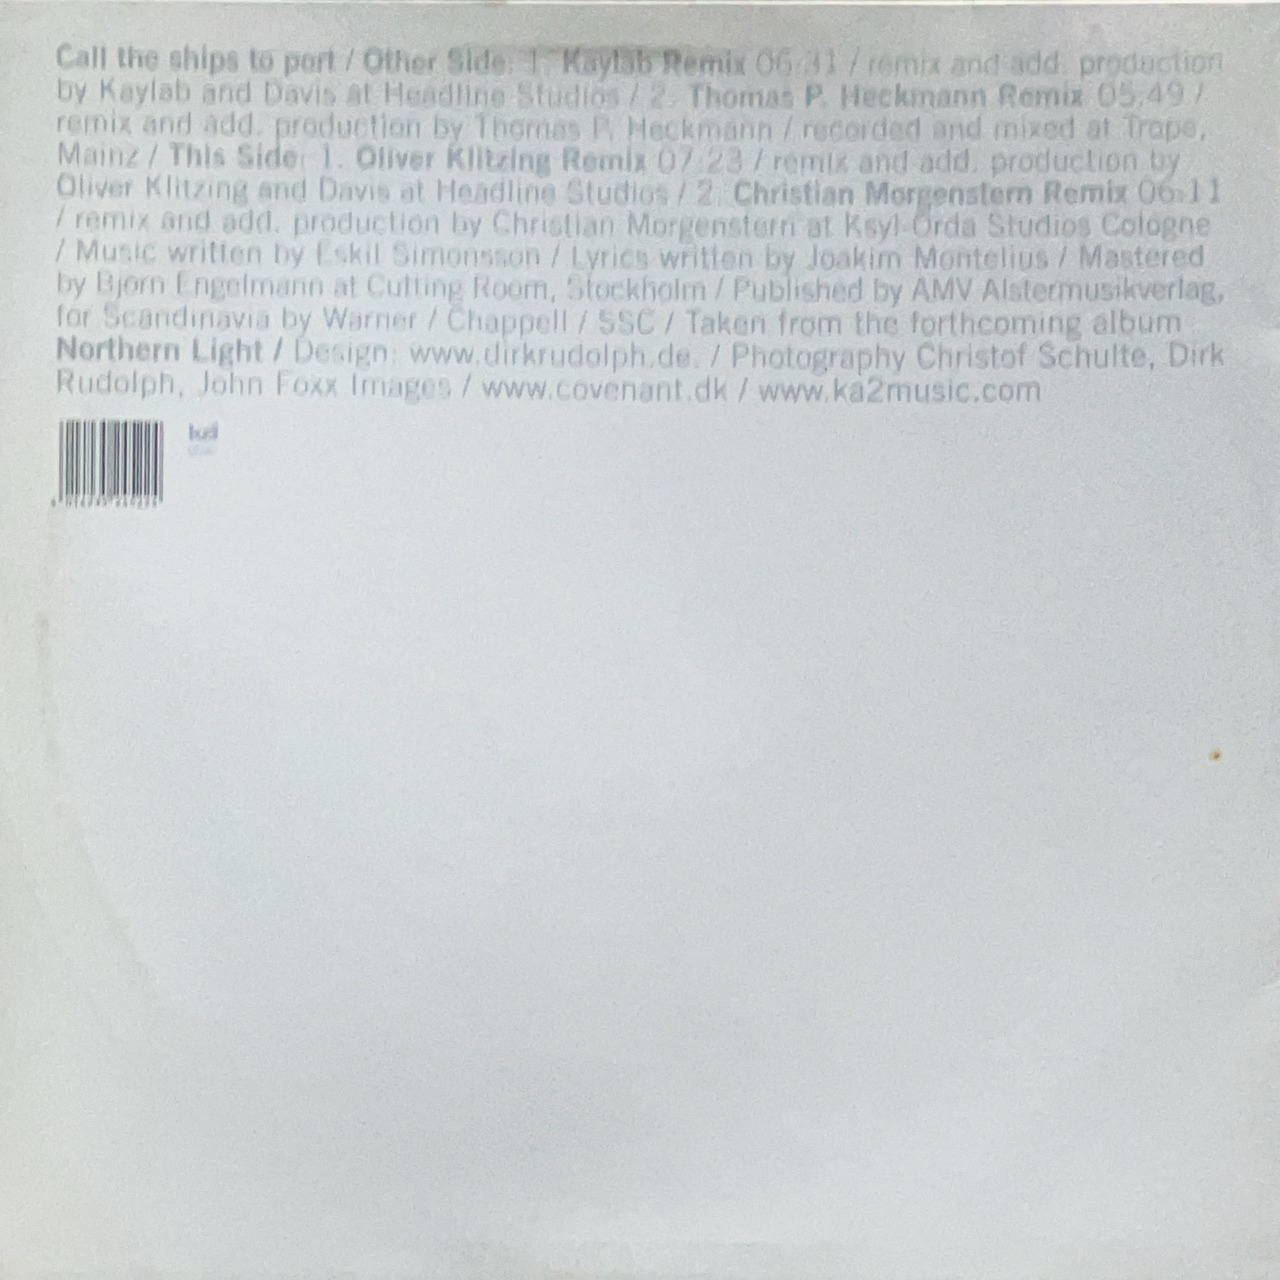 Call the ships to port / Other Side: 1. Kaylab Remix 06:31 / remix and add. production
by Kaylab and Davis at Headline Studios / 2. Thomas P. Heckmann Remix 05:49 /
remix and add. production by Thomas P. Heckmann / recorded and mixed at Trope,
Mainz / This Side: 1. Oliver Klitzing Remix 07:23 / remix and add. production by
Oliver Klitzing and Davis at Headline Studios / 2. Christian Morgenstern Remix 06:11
/ remix and add. production by Christian Morgenstern at Ksyl-Orda Studios Cologne
/ Music written by Eskil Simonsson / Lyrics written by Joakim Montelius / Mastered
by Björn Engelmann at Cutting Room, Stockholm / Published by AMV Alstermusikverlag,
for Scandinavia by Warner / Chappell / SSC / Taken from the forthcoming album
Northern Light / Design: www.dirkrudolph.de. / Photography Christof Schulte, Dirk
Rudolph, John Foxx Images / www.covenant.dk / www.ka2music.com